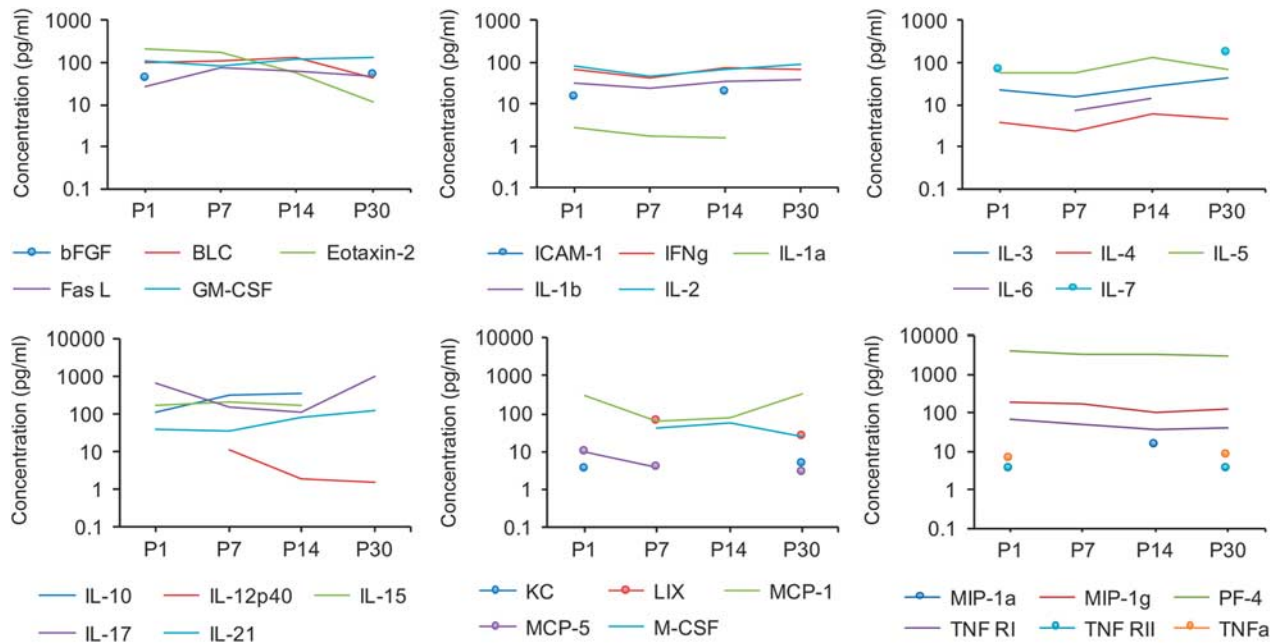 Concentration (pg/ml)
1000
100
10
1
0.1
P1 P7 P14 P30
bFGF BLC Eotaxin-2
Fas L GM-CSF
Concentration (pg/ml)
1000
100
10
1
0.1
P1 P7 P14 P30
ICAM-1 IFNg IL-1a
IL-1b IL-2
Concentration (pg/ml)
1000
100
10
1
0.1
P1 P7 P14 P30
IL-3 IL-4 IL-5
IL-6 IL-7
Concentration (pg/ml)
10000
1000
100
10
1
0.1
P1 P7 P14 P30
IL-10 IL-12p40 IL-15
IL-17 IL-21
Concentration (pg/ml)
10000
1000
100
10
1
0.1
P1 P7 P14 P30
KC LIX MCP-1
MCP-5 M-CSF
Concentration (pg/ml)
10000
1000
100
10
1
0.1
P1 P7 P14 P30
MIP-1a MIP-1g PF-4
TNF RI TNF RII TNFa